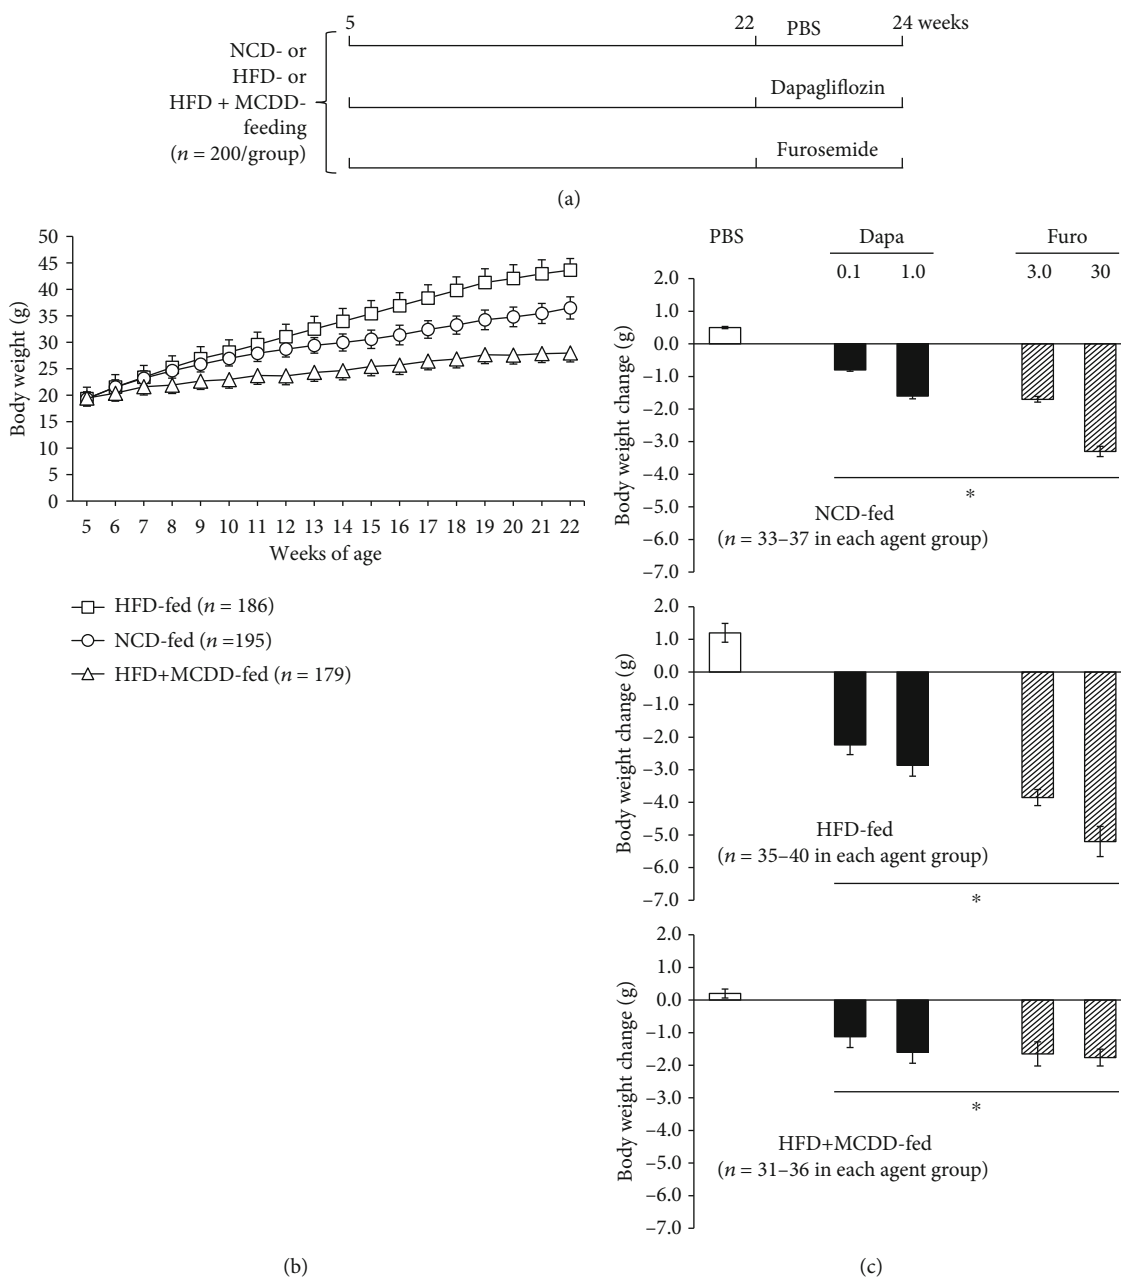 5 22 PBS 24 weeks
NCD- or
HFD- or
HFD + MCDD-
feeding
(n = 200/group)
Dapagliflozin
Furosemide
(a)
50
45
40
35
30
25
20
15
10
5
0
Body weight (g)
5 6 7 8 9 10 11 12 13 14 15 16 17 18 19 20 21 22
Weeks of age
HFD-fed (n = 186)
NCD-fed (n =195)
HFD+MCDD-fed (n = 179)
(b)
PBS Dapa Furo
0.1 1.0 3.0 30
2.0
1.0
0.0
–1.0
–2.0
–3.0
–4.0
–5.0
–6.0
–7.0
Body weight change (g)
*
NCD-fed
(n = 33–37 in each agent group)
2.0
1.0
0.0
–1.0
–2.0
–3.0
–4.0
–5.0
–6.0
–7.0
Body weight change (g)
HFD-fed
(n = 35–40 in each agent group)
*
2.0
1.0
0.0
–1.0
–2.0
–3.0
–4.0
–5.0
–6.0
–7.0
Body weight change (g)
*
HFD+MCDD-fed
(n = 31–36 in each agent group)
(c)